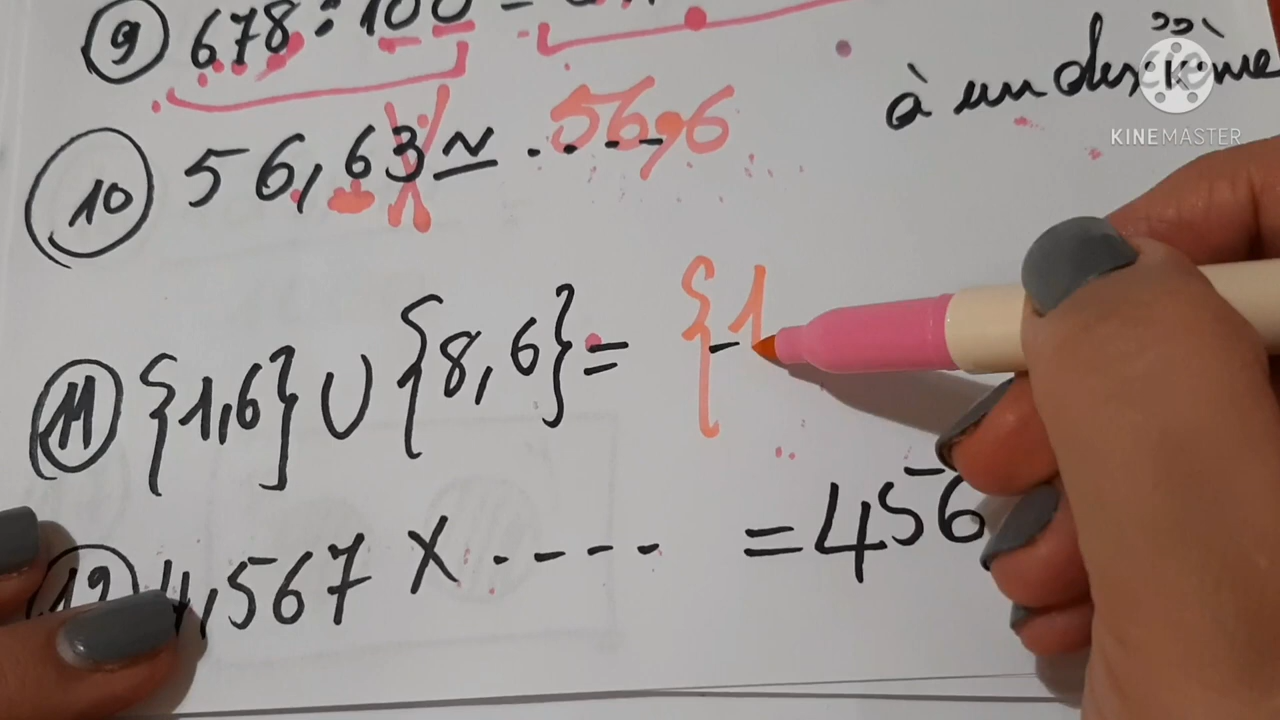 9 678 : 100 =
à un dixième
KINEMASTER
10 56,63 ≃ .---- 56,6
11 {1,6} ∪ {8,6} = {1
12 4,567 X .---- = 456